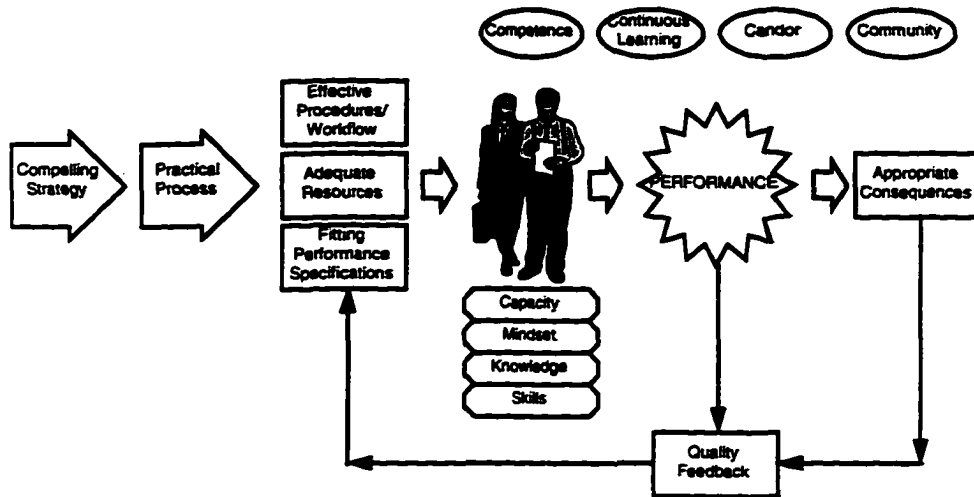 Competence
Continuous
Learning
Candor
Community
Effective
Procedures/
Workflow
Compelling
Strategy
Practical
Process
Adequate
Resources
Fitting
Performance
Specifications
PERFORMANCE
Appropriate
Consequences
Capacity
Mindset
Knowledge
Skills
Quality
Feedback